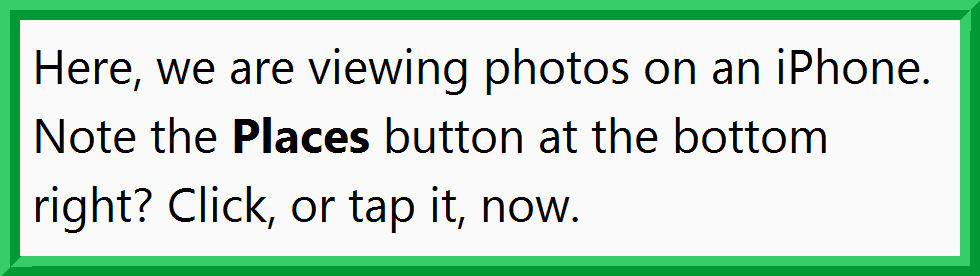 Here, we are viewing photos on an iPhone.
Note the Places button at the bottom
right? Click, or tap it, now.